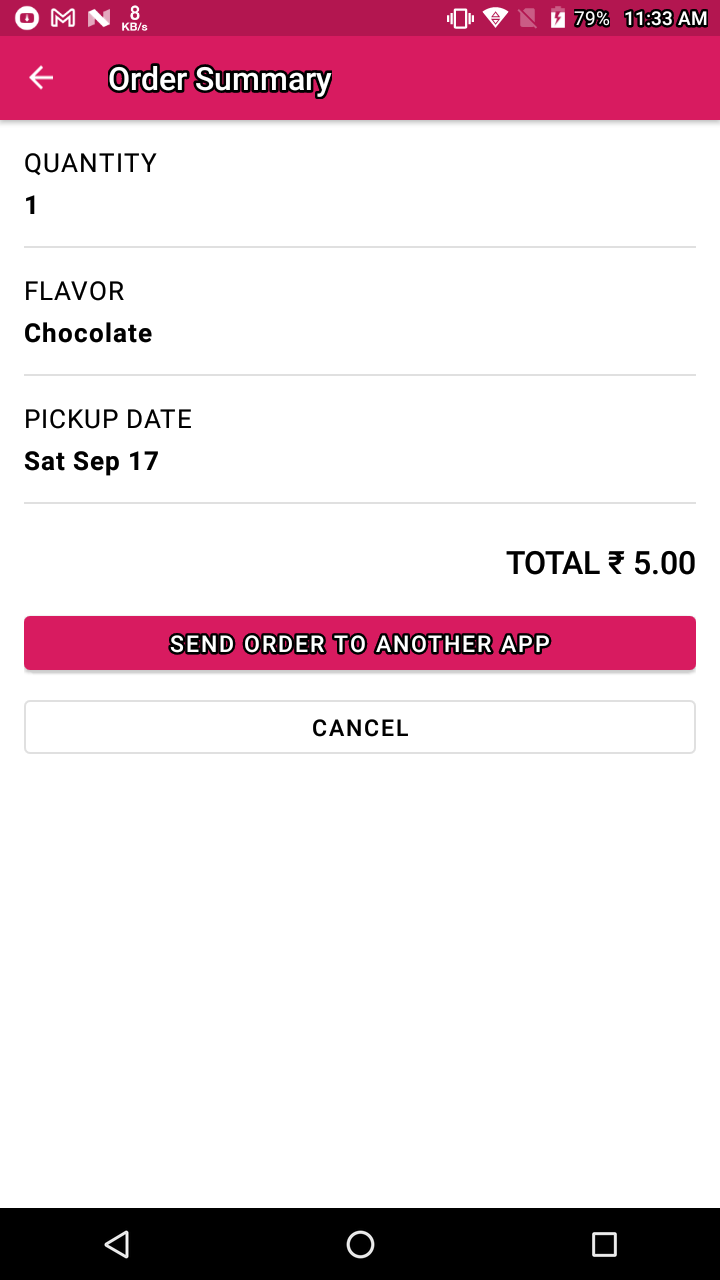 8
KB/s
79% 11:33 AM
Order Summary
QUANTITY
1
FLAVOR
Chocolate
PICKUP DATE
Sat Sep 17
TOTAL ₹ 5.00
SEND ORDER TO ANOTHER APP
CANCEL